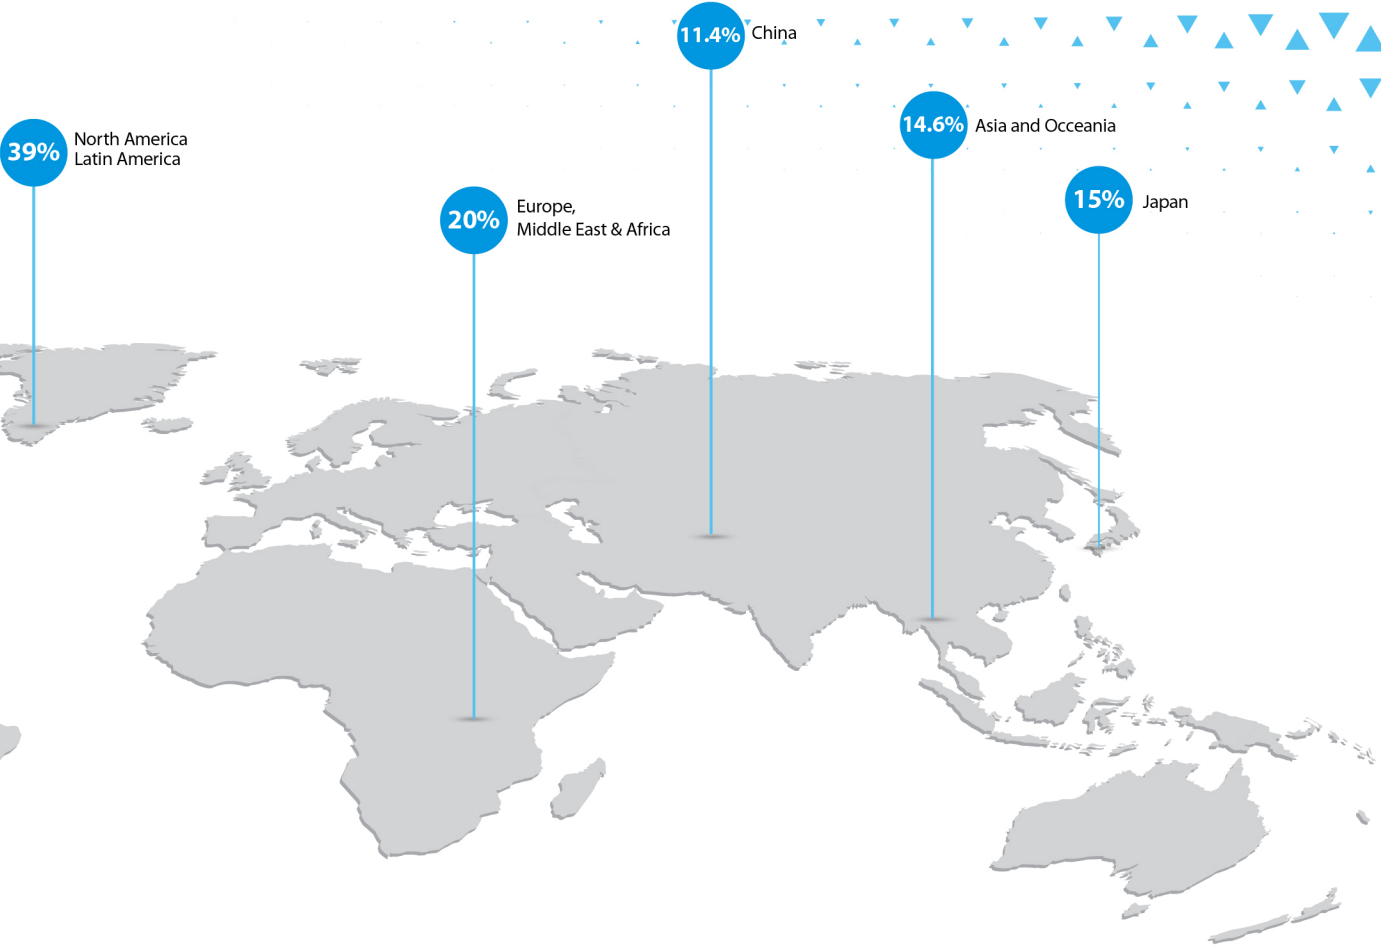 11.4%
China
14.6%
Asia and Occeania
39%
North America
Latin America
15%
Japan
20%
Europe,
Middle East & Africa